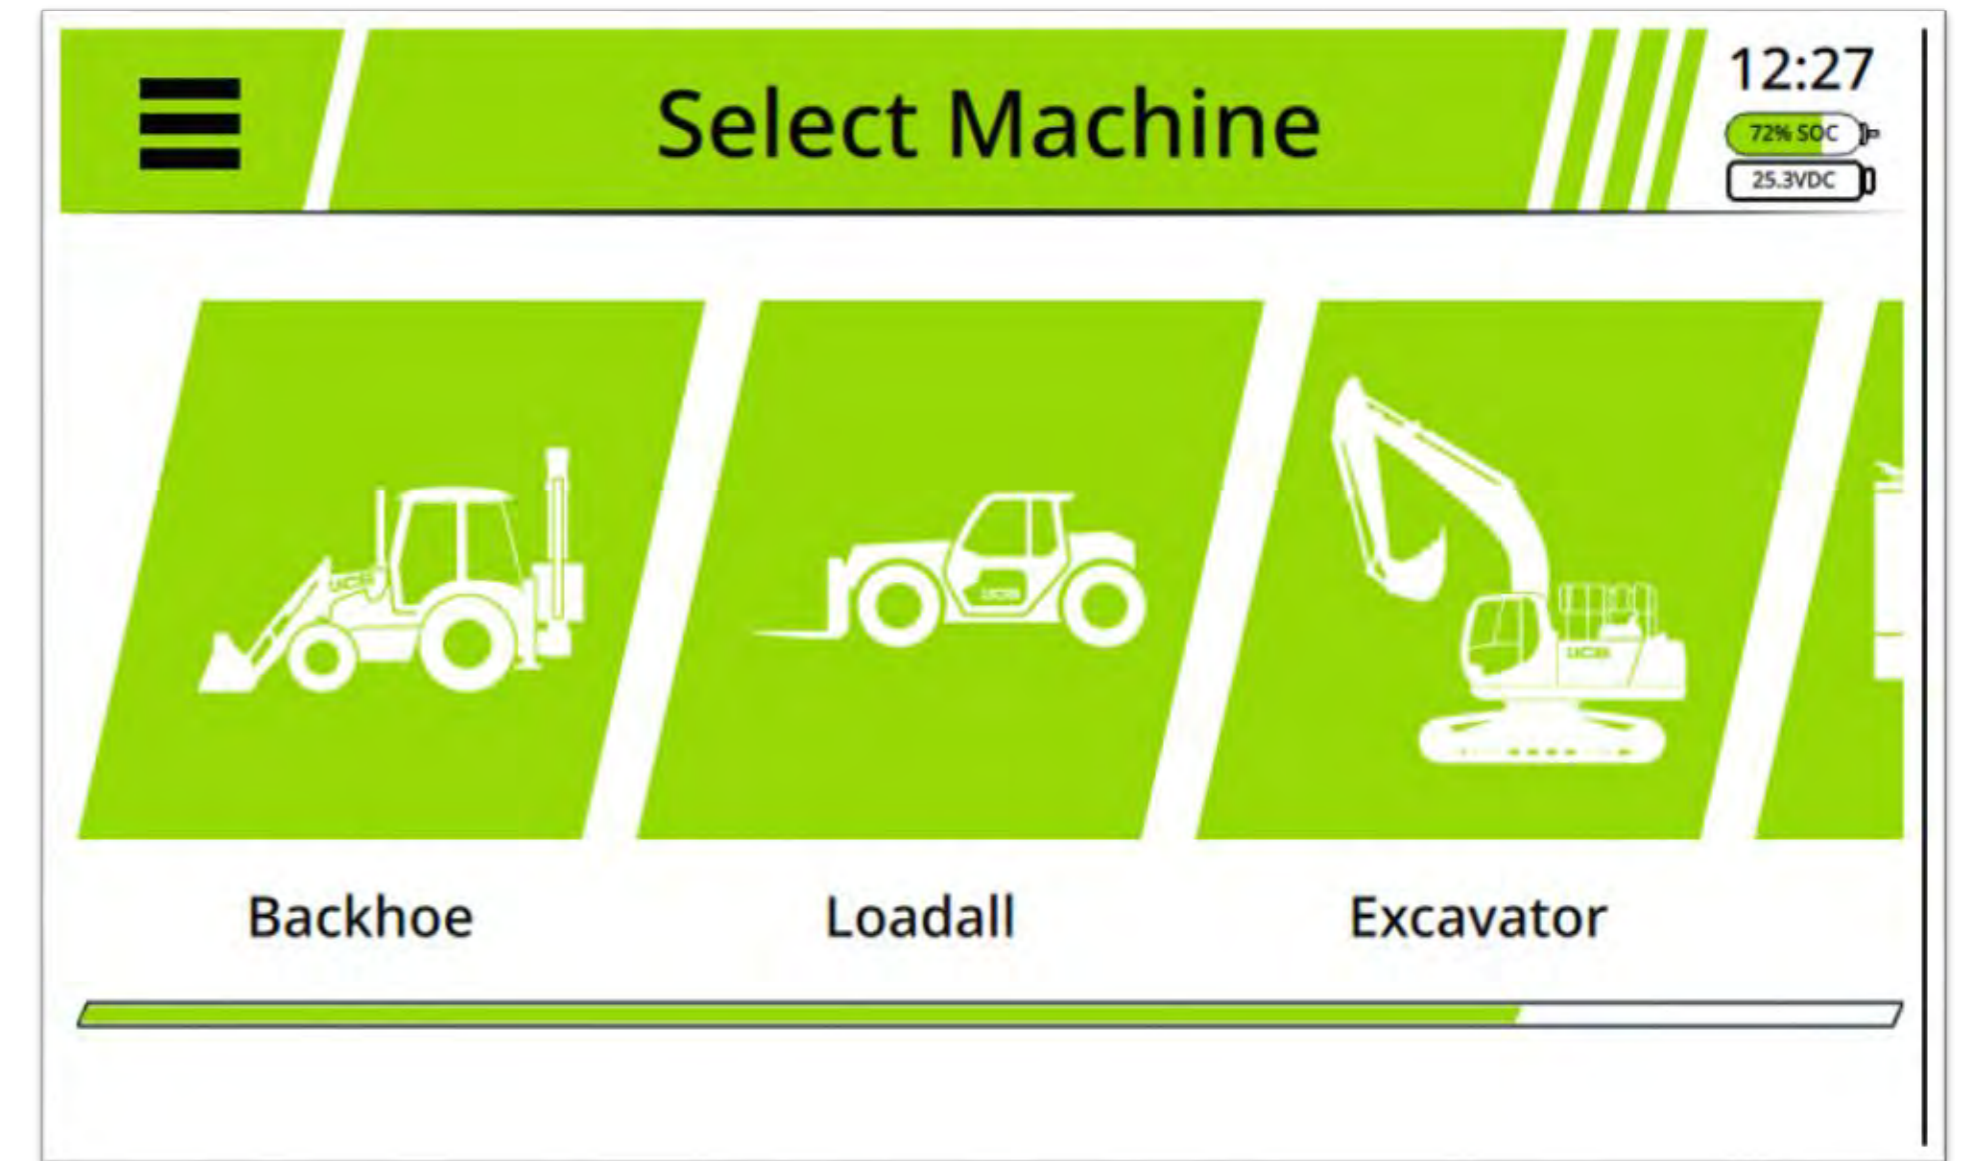 Select Machine
12:27
72% SOC
25.3VDC
Backhoe
Loadall
Excavator